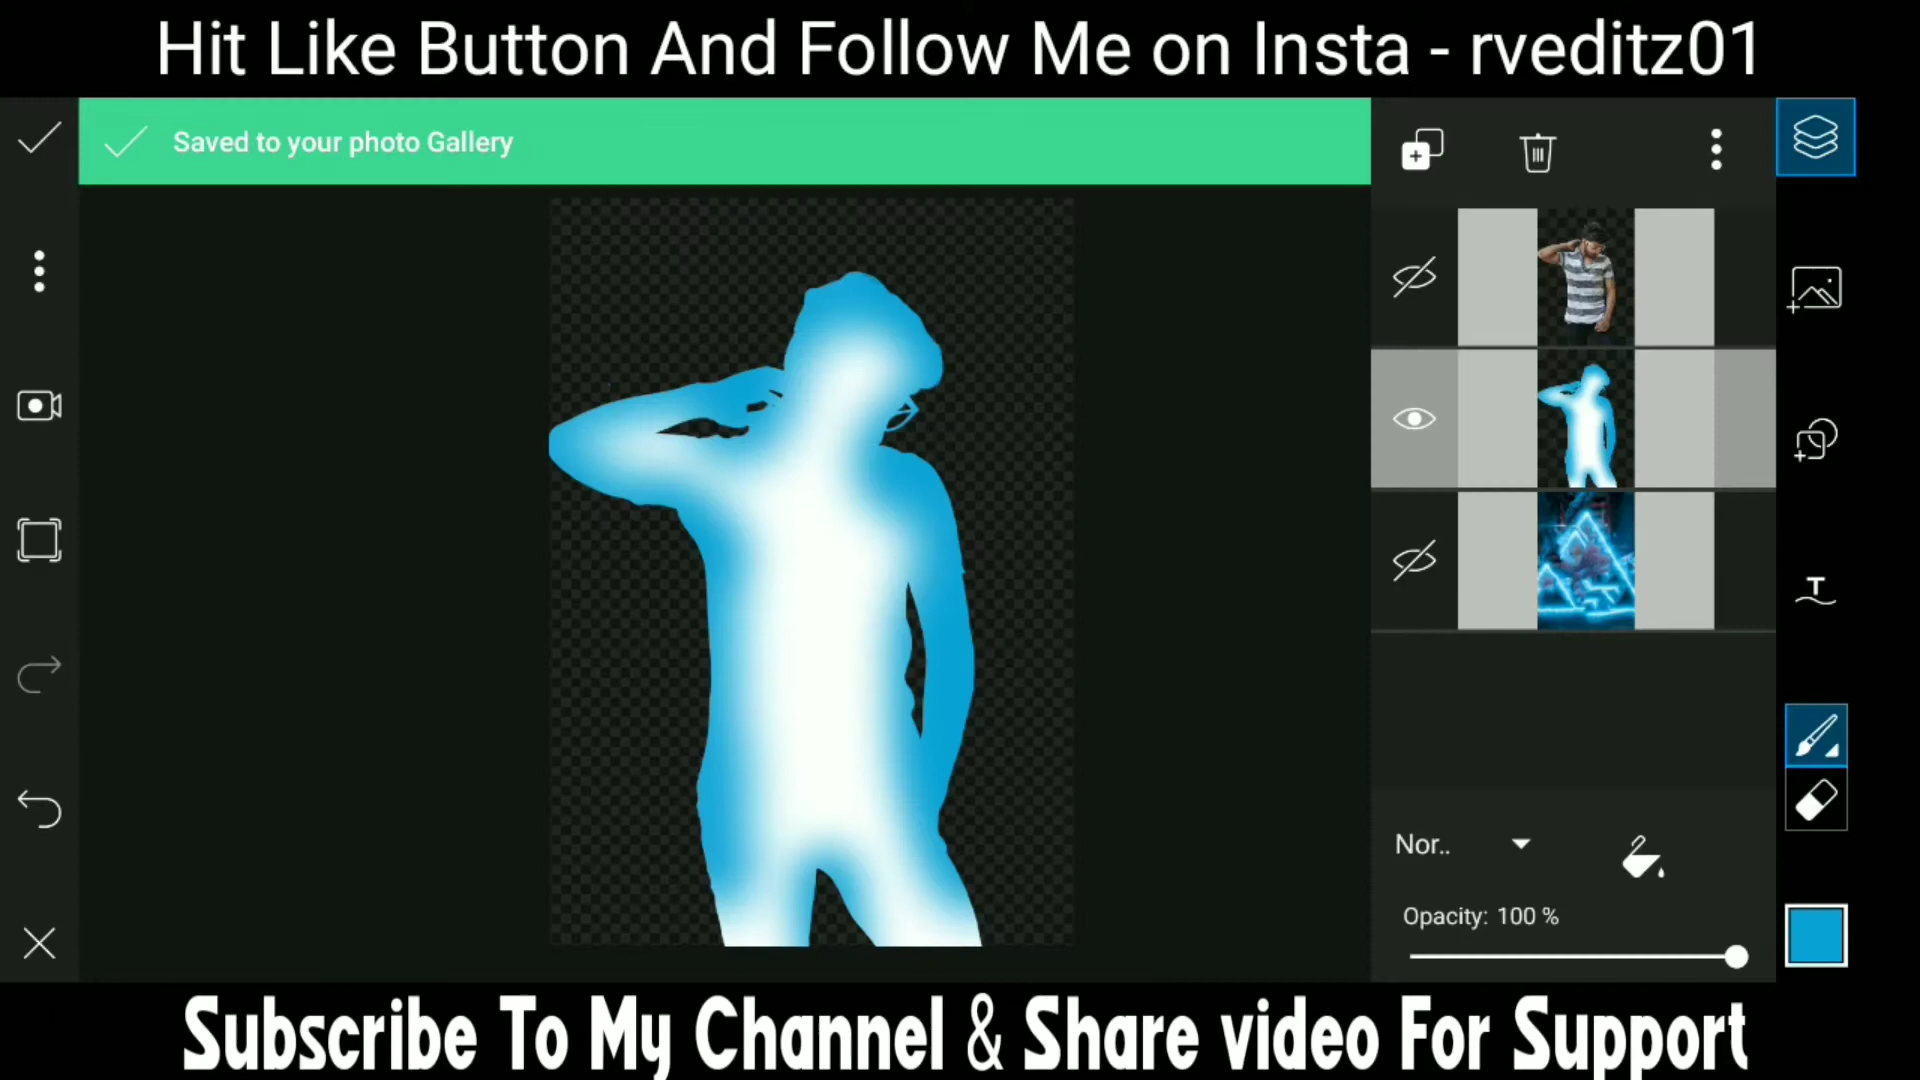 Hit Like Button And Follow Me on Insta - rveditz01
Saved to your photo Gallery
T
Nor..
Opacity: 100 %
Subscribe To My Channel & Share video For Support